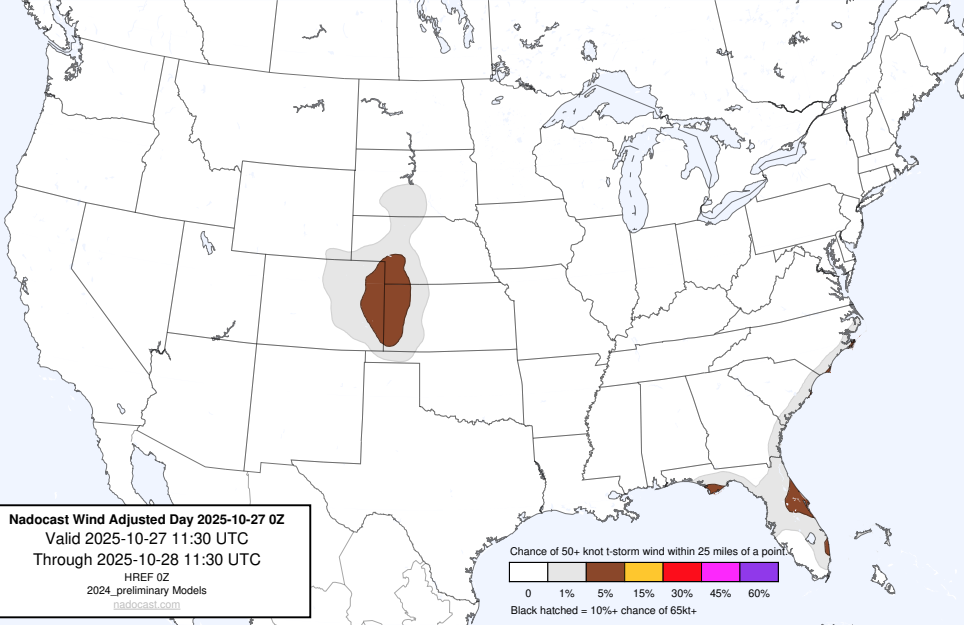 Nadocast Wind Adjusted Day 2025-10-27 0Z
Valid 2025-10-27 11:30 UTC
Through 2025-10-28 11:30 UTC
HREF 0Z
2024_preliminary Models
nadocast.com
Chance of 50+ knot t-storm wind within 25 miles of a point.
0 1% 5% 15% 30% 45% 60%
Black hatched = 10%+ chance of 65kt+